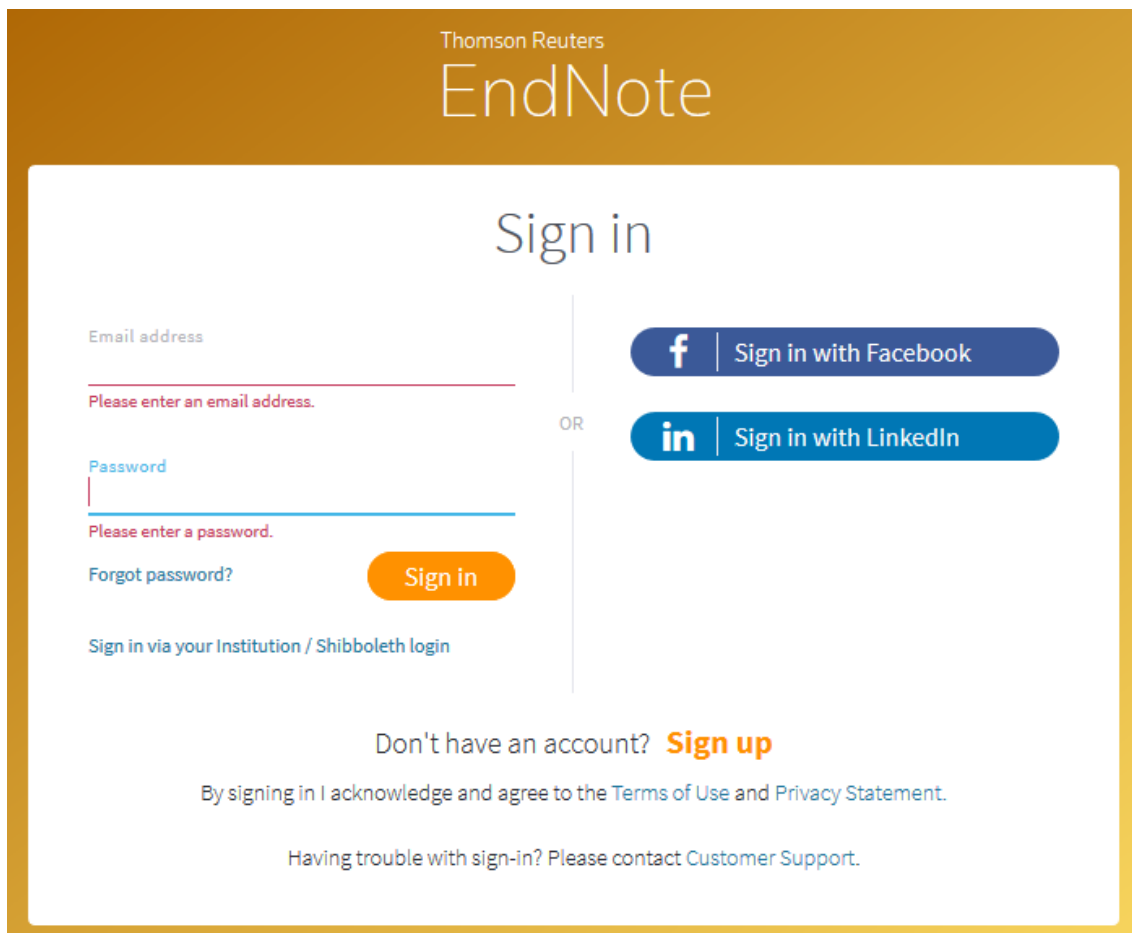 Thomson Reuters
EndNote
Sign in
Email address
Please enter an email address.
Password
Please enter a password.
Forgot password?
Sign in
Sign in via your Institution / Shibboleth login
OR
f
Sign in with Facebook
in
Sign in with LinkedIn
Don't have an account? Sign up
By signing in I acknowledge and agree to the Terms of Use and Privacy Statement.
Having trouble with sign-in? Please contact Customer Support.